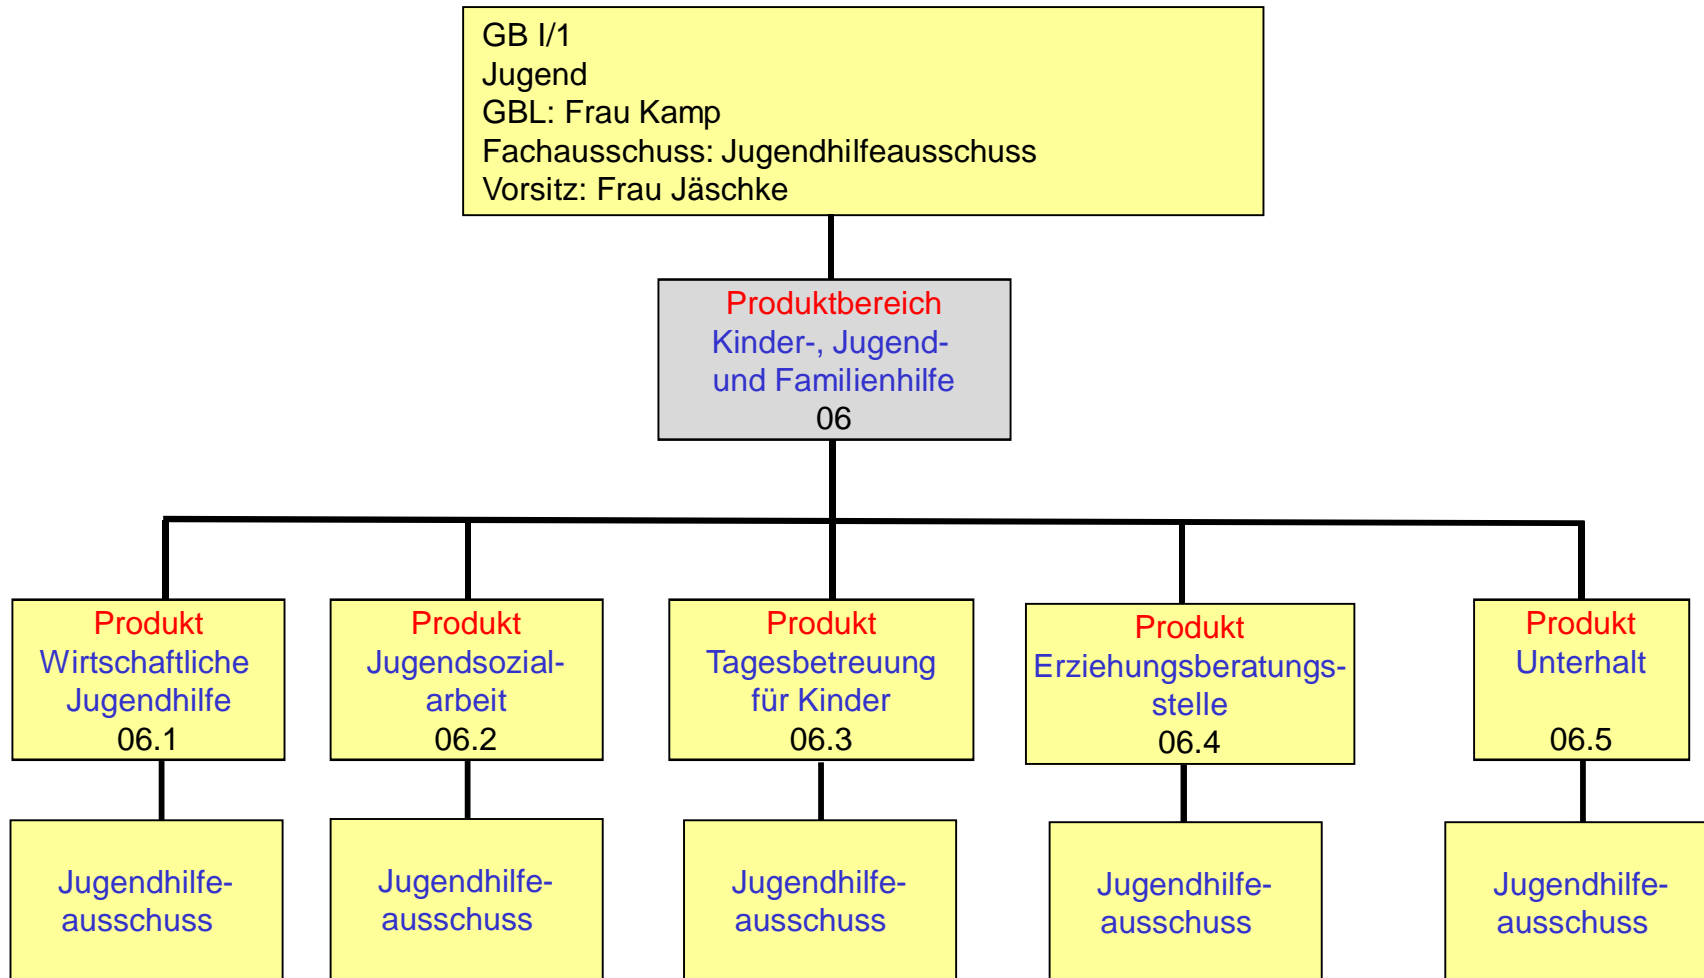 GB I/1
Jugend
GBL: Frau Kamp
Fachausschuss: Jugendhilfeausschuss
Vorsitz: Frau Jäschke
Produktbereich
Kinder-, Jugend-
und Familienhilfe
06
Produkt
Wirtschaftliche
Jugendhilfe
06.1
Produkt
Jugendsozial-
arbeit
06.2
Produkt
Tagesbetreuung
für Kinder
06.3
Produkt
Erziehungsberatungs-
stelle
06.4
Produkt
Unterhalt
06.5
Jugendhilfe-
ausschuss
Jugendhilfe-
ausschuss
Jugendhilfe-
ausschuss
Jugendhilfe-
ausschuss
Jugendhilfe-
ausschuss